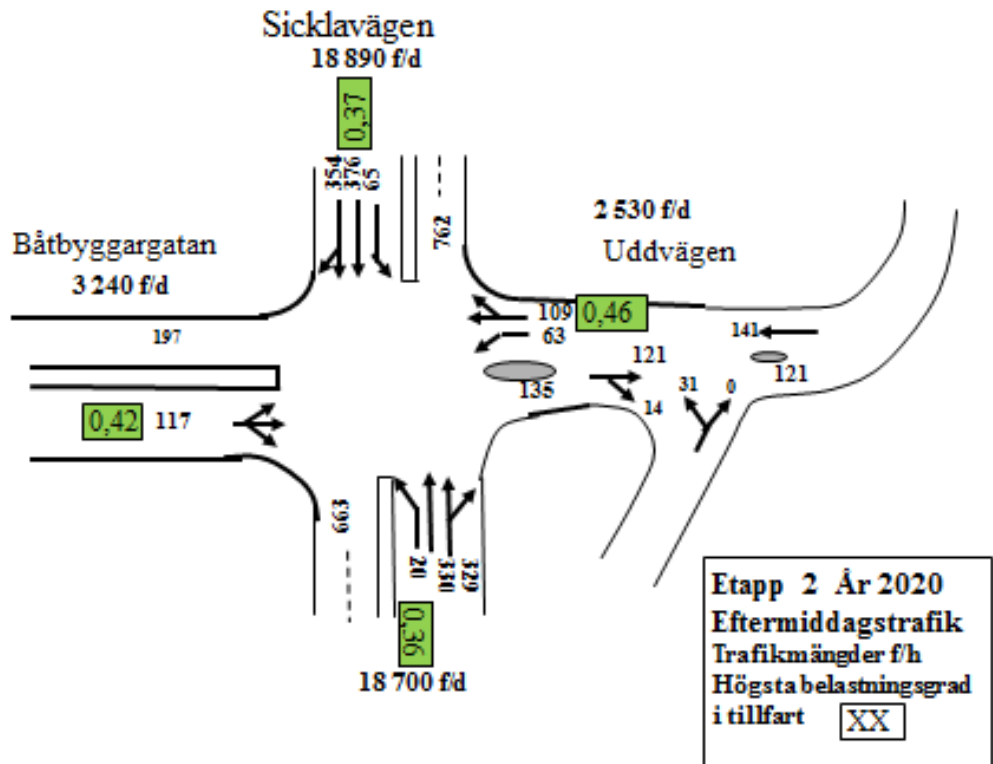 Sicklavägen
18 890 f/d
0,37
354
376
65
762
2 530 f/d
Uddvägen
Båtbyggargatan
3 240 f/d
197
109
0,46
63
141
121
121
135
31
0
14
0,42
117
663
20
330
329
0,36
18 700 f/d
Etapp 2 År 2020
Eftermiddagstrafik
Trafikmängder f/h
Högsta belastningsgrad
i tillfart XX